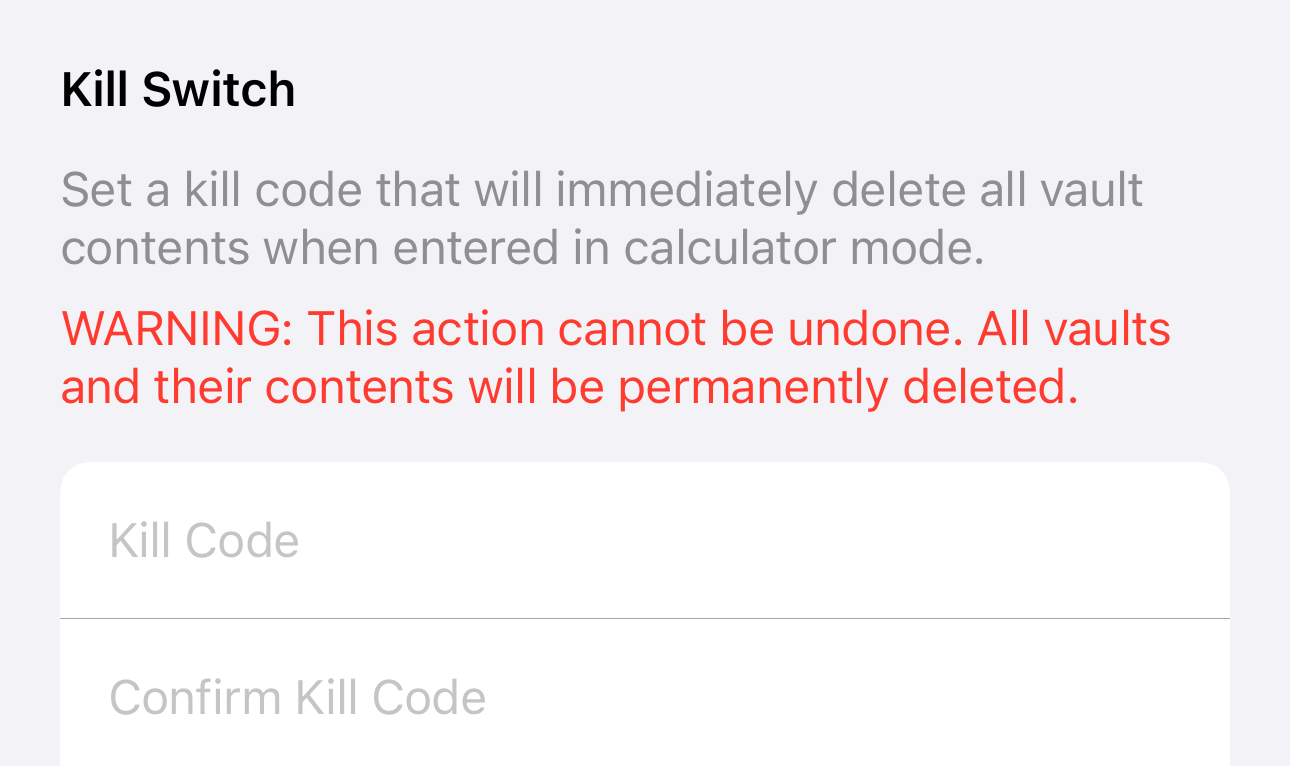 Kill Switch
Set a kill code that will immediately delete all vault
contents when entered in calculator mode.
WARNING: This action cannot be undone. All vaults
and their contents will be permanently deleted.
Kill Code
Confirm Kill Code